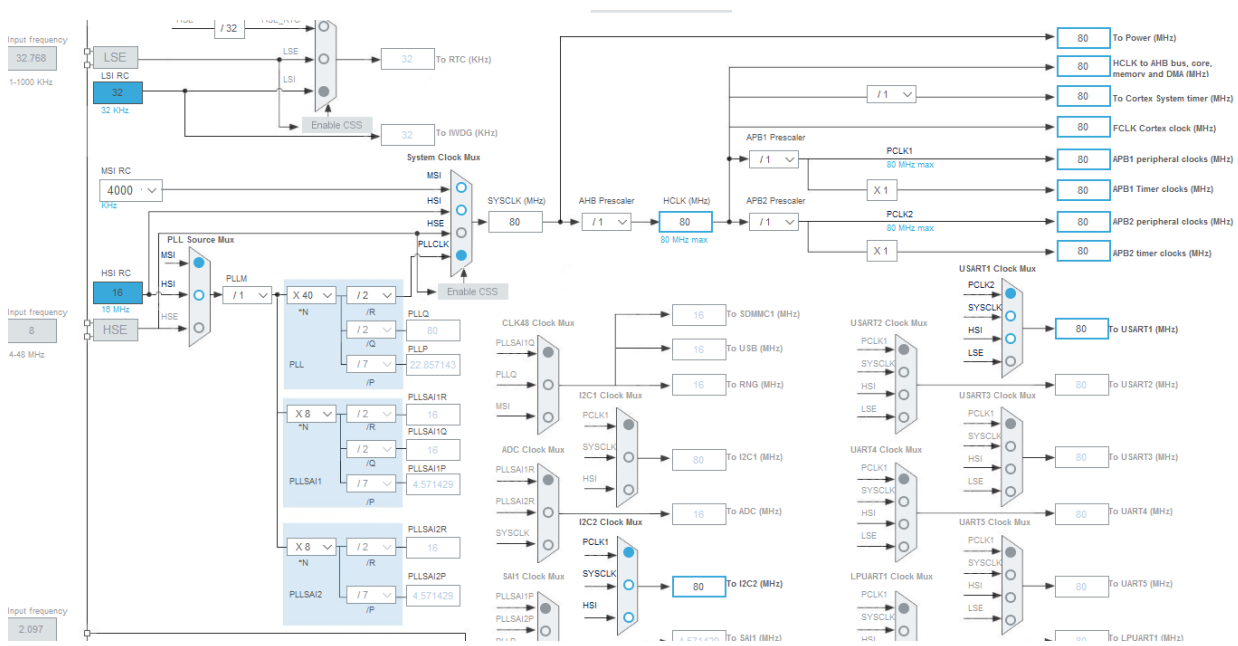 / 32
Input frequency
32.768
1-1000 KHz
LSE
LSI RC
32
32 KHz
LSE
LSI
32
To RTC (KHz)
Enable CSS
32
To IWDG (KHz)
80
To Power (MHz)
80
HCLK to AHB bus, core,
memory and DMA (MHz)
/ 1
80
To Cortex System timer (MHz)
80
FCLK Cortex clock (MHz)
APB1 Prescaler
/ 1
PCLK1
80 MHz max
80
APB1 peripheral clocks (MHz)
X 1
80
APB1 Timer clocks (MHz)
System Clock Mux
MSI RC
4000
KHz
MSI
HSI
HSE
PLLCLK
SYSCLK (MHz)
80
AHB Prescaler
/ 1
HCLK (MHz)
80
80 MHz max
APB2 Prescaler
/ 1
PCLK2
80 MHz max
80
APB2 peripheral clocks (MHz)
X 1
80
APB2 timer clocks (MHz)
Enable CSS
PLL Source Mux
MSI
HSI
HSE
HSI RC
16
16 MHz
Input frequency
8
4-48 MHz
HSE
PLLM
/ 1
X 40
*N
/ 2
/R
PLLQ
/ 2
80
/Q
PLLP
/ 7
22.857143
/P
PLL
PLLSAI1R
X 8
*N
/ 2
16
/R
PLLSAI1Q
/ 2
16
/Q
PLLSAI1P
/ 7
4.571429
/P
PLLSAI1
PLLSAI2R
X 8
*N
/ 2
16
/R
PLLSAI2P
/ 7
4.571429
/P
PLLSAI2
Input frequency
2.097
CLK48 Clock Mux
PLLSAI1Q
PLLQ
MSI
16
To SDMMC1 (MHz)
16
To USB (MHz)
16
To RNG (MHz)
I2C1 Clock Mux
PCLK1
SYSCLK
HSI
80
To I2C1 (MHz)
ADC Clock Mux
PLLSAI1R
PLLSAI2R
SYSCLK
16
To ADC (MHz)
I2C2 Clock Mux
PCLK1
SYSCLK
HSI
80
To I2C2 (MHz)
SAI1 Clock Mux
PLLSAI1P
PLLSAI2P
4.571429
To SAI1 (MHz)
USART1 Clock Mux
PCLK2
SYSCLK
HSI
LSE
80
To USART1 (MHz)
USART2 Clock Mux
PCLK1
SYSCLK
HSI
LSE
80
To USART2 (MHz)
USART3 Clock Mux
PCLK1
SYSCLK
HSI
LSE
80
To USART3 (MHz)
UART4 Clock Mux
PCLK1
SYSCLK
HSI
LSE
80
To UART4 (MHz)
UART5 Clock Mux
PCLK1
SYSCLK
HSI
LSE
80
To UART5 (MHz)
LPUART1 Clock Mux
PCLK1
SYSCLK
HSI
80
To LPUART1 (MHz)